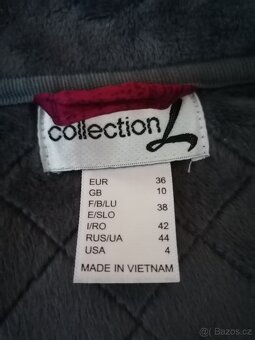 collection L
EUR 36
GB 10
F/B/LU
E/SLO 38
I/RO 42
RUS/UA 44
USA 4
MADE IN VIETNAM
sbazoš.cz